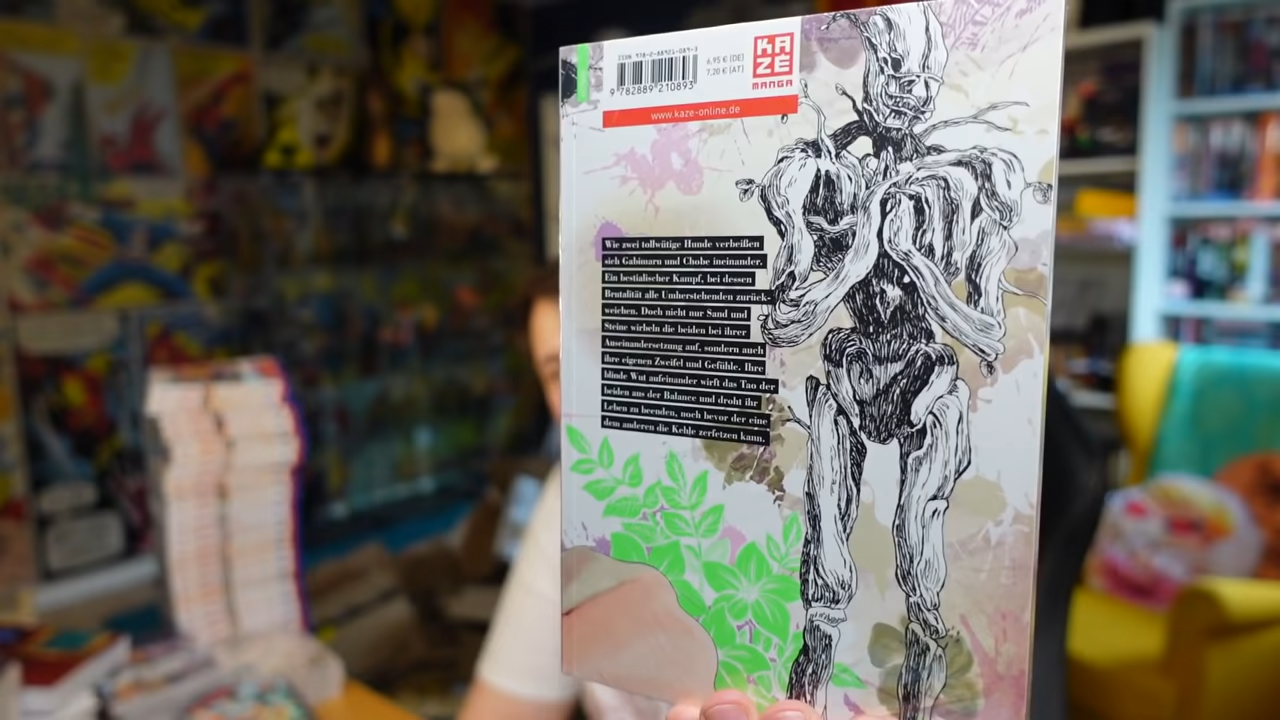 ISBN 978-2-88921-089-3
9 782889 210893
6,95 € (DE)
7,20 € (AT)
KA
ZÉ
MANGA
www.kaze-online.de
Wie zwei tollwütige Hunde verbeißen
sich Gabimaru und Chobe ineinander.
Ein bestialischer Kampf, bei dessen
Brutalität alle Umherstehenden zurück-
weichen. Doch nicht nur Sand und
Steine wirbeln die beiden bei ihrer
Auseinandersetzung auf, sondern auch
ihre eigenen Zweifel und Gefühle. Ihre
blinde Wut aufeinander wirft das Tao der
beiden aus der Balance und droht ihr
Leben zu beenden, noch bevor der eine
dem anderen die Kehle zerfetzen kann.